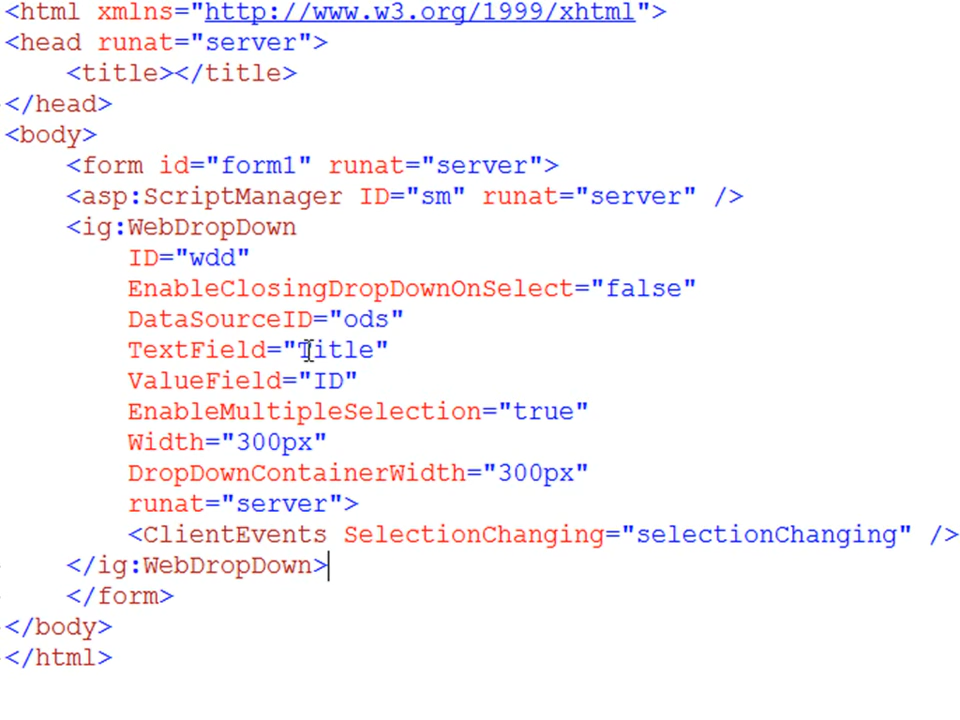 <html xmlns="http://www.w3.org/1999/xhtml">
<head runat="server">
    <title></title>
</head>
<body>
    <form id="form1" runat="server">
    <asp:ScriptManager ID="sm" runat="server" />
    <ig:WebDropDown
        ID="wdd"
        EnableClosingDropDownOnSelect="false"
        DataSourceID="ods"
        TextField="Title"
        ValueField="ID"
        EnableMultipleSelection="true"
        Width="300px"
        DropDownContainerWidth="300px"
        runat="server">
        <ClientEvents SelectionChanging="selectionChanging" />
    </ig:WebDropDown>
    </form>
</body>
</html>